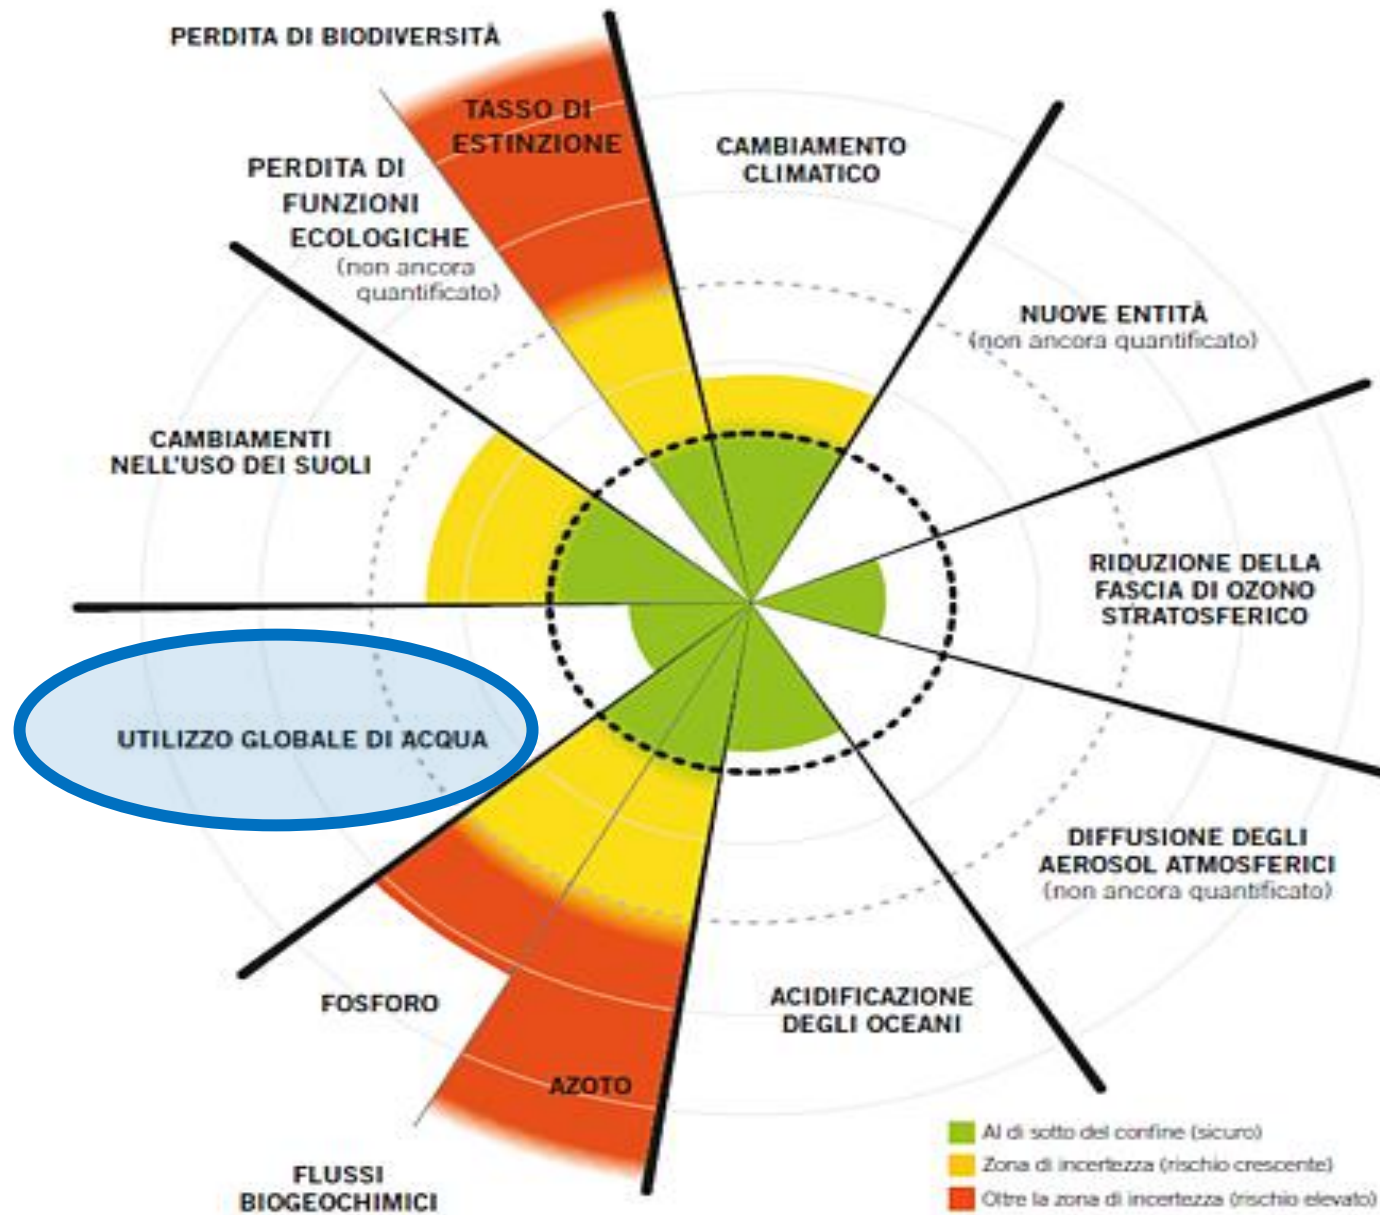 PERDITA DI BIODIVERSITÀ
TASSO DI
ESTINZIONE
PERDITA DI
FUNZIONI
ECOLOGICHE
(non ancora
quantificato)
CAMBIAMENTO
CLIMATICO
NUOVE ENTITÀ
(non ancora quantificato)
CAMBIAMENTI
NELL'USO DEI SUOLI
RIDUZIONE DELLA
FASCIA DI OZONO
STRATOSFERICO
UTILIZZO GLOBALE DI ACQUA
DIFFUSIONE DEGLI
AEROSOL ATMOSFERICI
(non ancora quantificato)
FOSFORO
ACIDIFICAZIONE
DEGLI OCEANI
AZOTO
FLUSSI
BIOGEOCHIMICI
Al di sotto del confine (sicuro)
Zona di incertezza (rischio crescente)
Oltre la zona di incertezza (rischio elevato)